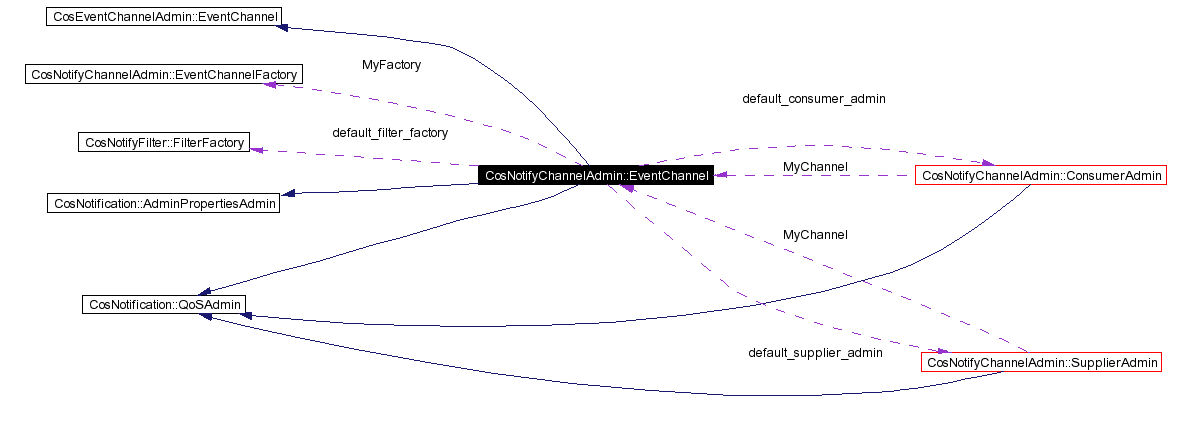 CosEventChannelAdmin::EventChannel
MyFactory
CosNotifyChannelAdmin::EventChannelFactory
default_consumer_admin
default_filter_factory
CosNotifyFilter::FilterFactory
MyChannel
CosNotifyChannelAdmin::EventChannel
CosNotifyChannelAdmin::ConsumerAdmin
CosNotification::AdminPropertiesAdmin
MyChannel
CosNotification::QoSAdmin
default_supplier_admin
CosNotifyChannelAdmin::SupplierAdmin